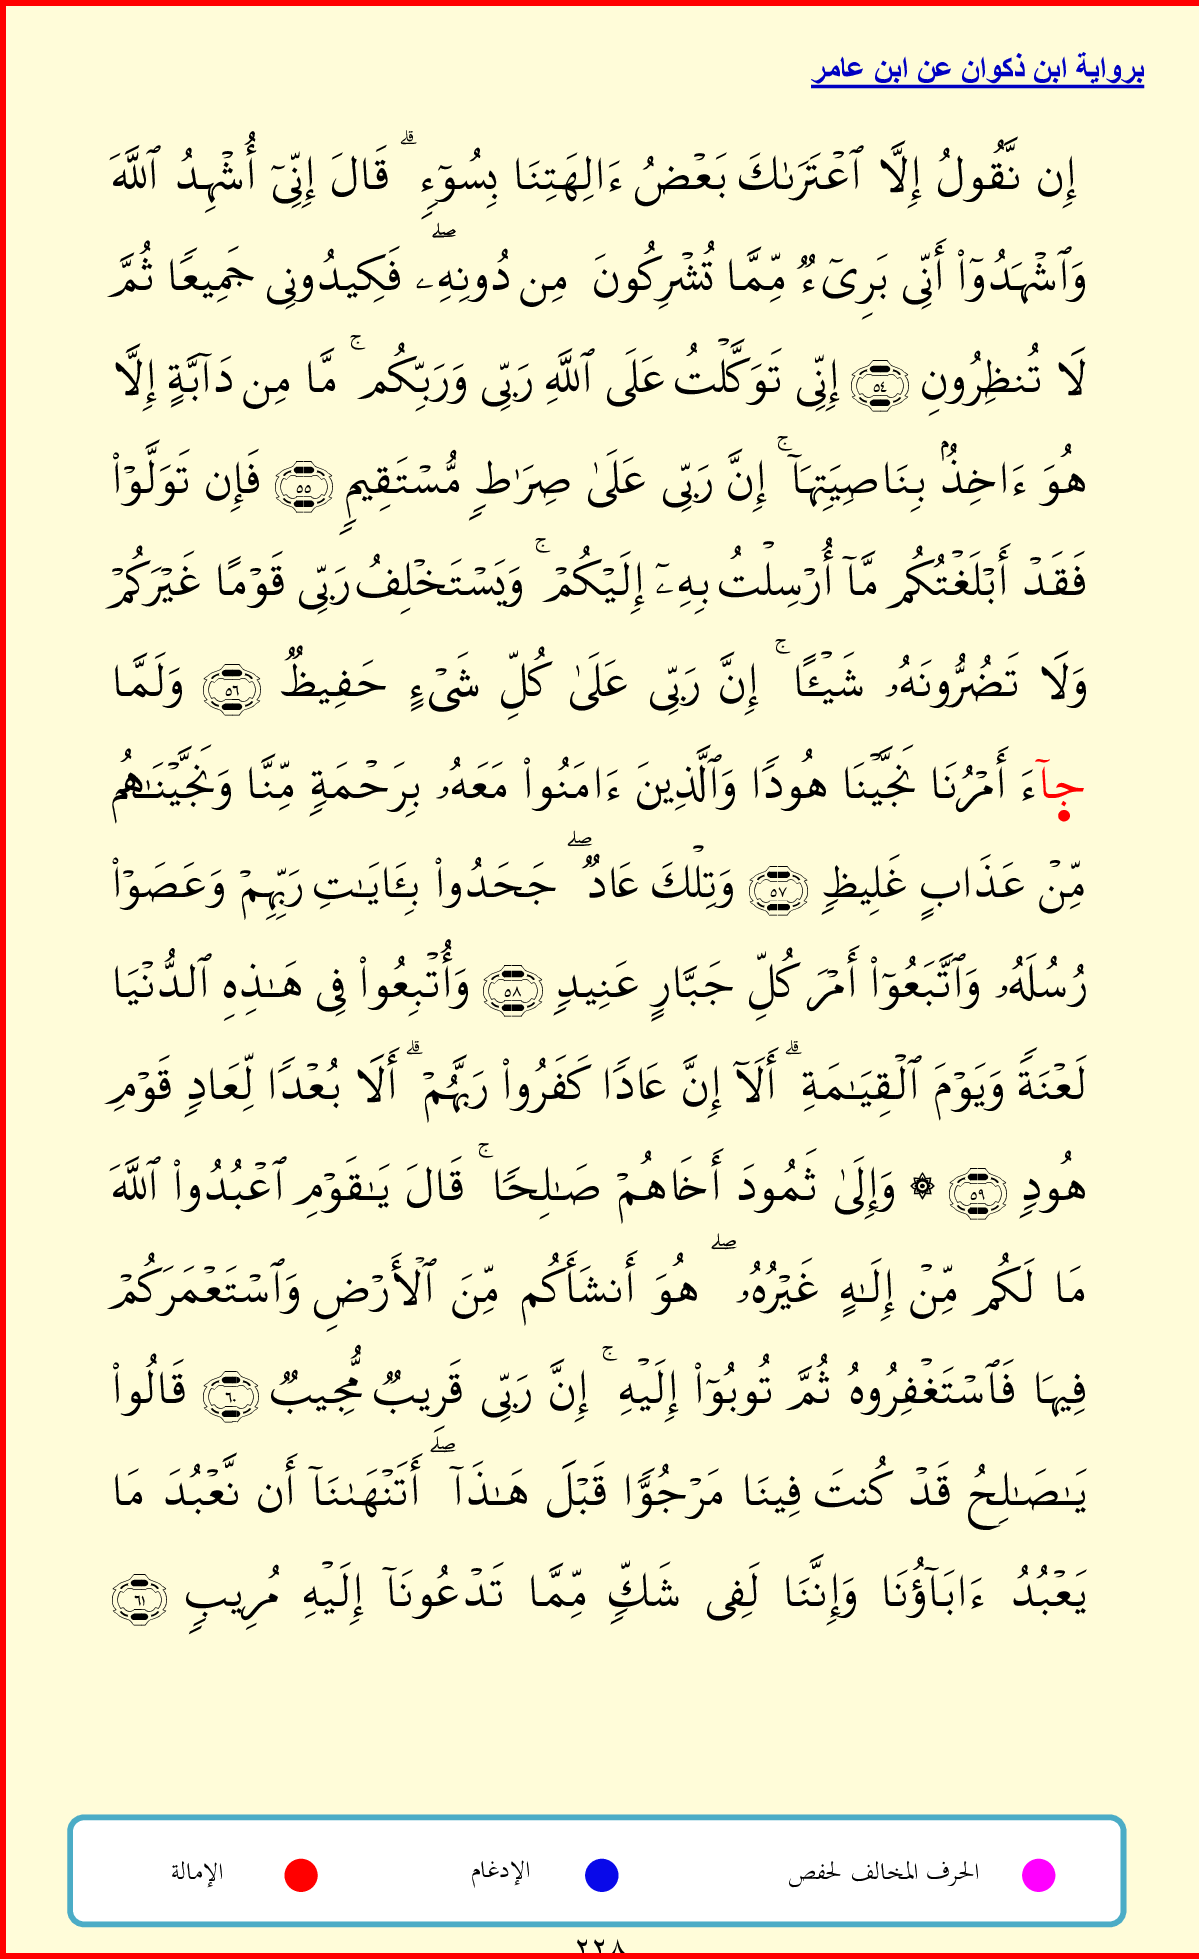 برواية ابن ذكوان عن ابن عامر
إِن نَّقُولُ إِلَّا ٱعْتَرَىٰكَ بَعْضُ ءَالِهَتِنَا بِسُوٓءٍ ۗ قَالَ إِنِّىٓ أُشْهِدُ ٱللَّهَ
وَٱشْهَدُوٓا۟ أَنِّى بَرِىٓءٌ مِّمَّا تُشْرِكُونَ مِن دُونِهِۦ ۖ فَكِيدُونِى جَمِيعًا ثُمَّ
لَا تُنظِرُونِ ٥٤ إِنِّى تَوَكَّلْتُ عَلَى ٱللَّهِ رَبِّى وَرَبِّكُم ۚ مَّا مِن دَآبَّةٍ إِلَّا
هُوَ ءَاخِذٌۢ بِنَاصِيَتِهَآ ۚ إِنَّ رَبِّى عَلَىٰ صِرَٰطٍ مُّسْتَقِيمٍ ٥٥ فَإِن تَوَلَّوْا۟
فَقَدْ أَبْلَغْتُكُم مَّآ أُرْسِلْتُ بِهِۦٓ إِلَيْكُمْ ۚ وَيَسْتَخْلِفُ رَبِّى قَوْمًا غَيْرَكُمْ
وَلَا تَضُرُّونَهُۥ شَيْـًٔا ۚ إِنَّ رَبِّى عَلَىٰ كُلِّ شَىْءٍ حَفِيظٌ ٥٦ وَلَمَّا
جآءَ أَمْرُنَا نَجَّيْنَا هُودًا وَٱلَّذِينَ ءَامَنُوا۟ مَعَهُۥ بِرَحْمَةٍ مِّنَّا وَنَجَّيْنَـٰهُم
مِّنْ عَذَابٍ غَلِيظٍ ٥٧ وَتِلْكَ عَادٌ ۖ جَحَدُوا۟ بِـَٔايَـٰتِ رَبِّهِمْ وَعَصَوْا۟
رُسُلَهُۥ وَٱتَّبَعُوٓا۟ أَمْرَ كُلِّ جَبَّارٍ عَنِيدٍ ٥٨ وَأُتْبِعُوا۟ فِى هَـٰذِهِ ٱلدُّنْيَا
لَعْنَةً وَيَوْمَ ٱلْقِيَـٰمَةِ ۗ أَلَآ إِنَّ عَادًا كَفَرُوا۟ رَبَّهُمْ ۗ أَلَا بُعْدًا لِّعَادٍ قَوْمِ
هُودٍ ٥٩ ۞ وَإِلَىٰ ثَمُودَ أَخَاهُمْ صَـٰلِحًا ۚ قَالَ يَـٰقَوْمِ ٱعْبُدُوا۟ ٱللَّهَ
مَا لَكُم مِّنْ إِلَـٰهٍ غَيْرُهُۥ ۖ هُوَ أَنشَأَكُم مِّنَ ٱلْأَرْضِ وَٱسْتَعْمَرَكُمْ
فِيهَا فَٱسْتَغْفِرُوهُ ثُمَّ تُوبُوٓا۟ إِلَيْهِ ۚ إِنَّ رَبِّى قَرِيبٌ مُّجِيبٌ ٦٠ قَالُوا۟
يَـٰصَـٰلِحُ قَدْ كُنتَ فِينَا مَرْجُوًّا قَبْلَ هَـٰذَآ ۖ أَتَنْهَىٰنَآ أَن نَّعْبُدَ مَا
يَعْبُدُ ءَابَآؤُنَا وَإِنَّنَا لَفِى شَكٍّ مِّمَّا تَدْعُونَآ إِلَيْهِ مُرِيبٍ ٦١
الحرف المخالف لحفص الإدغام الإمالة
٢٢٨